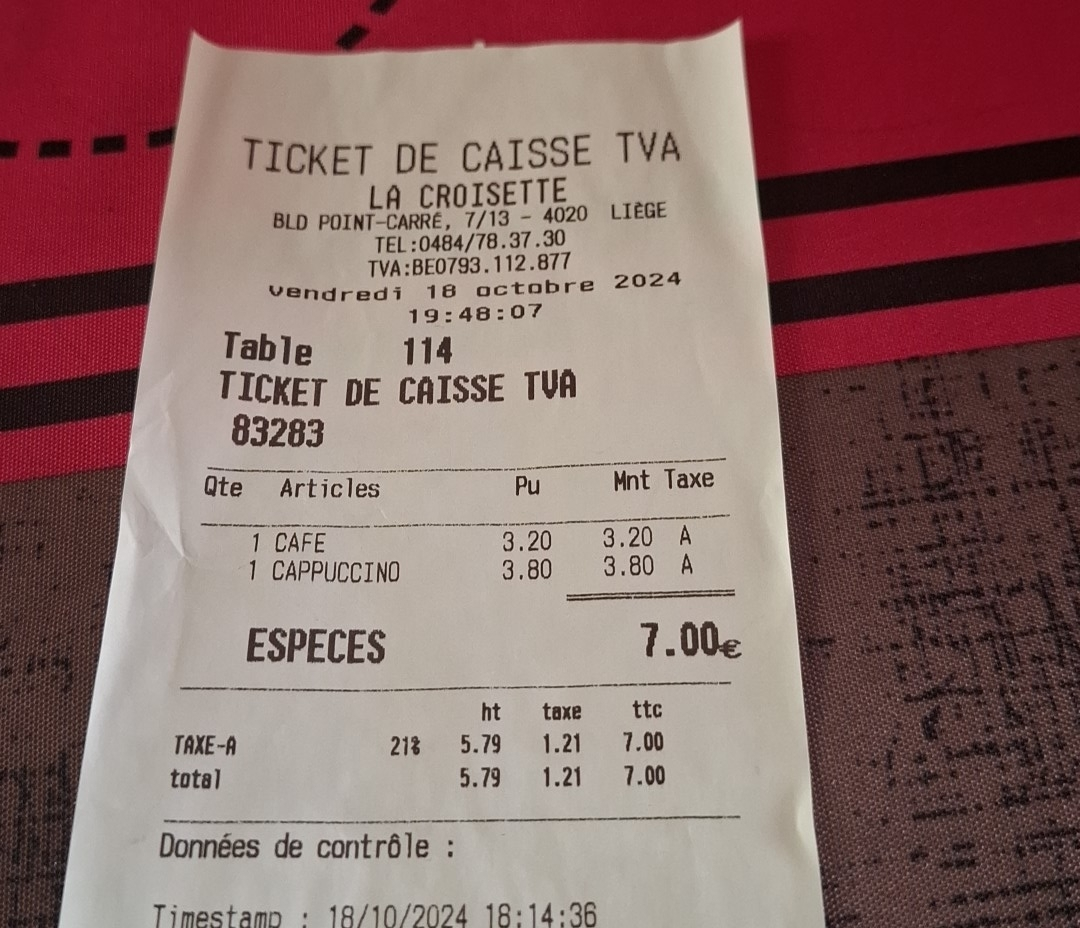 TICKET DE CAISSE TVA
LA CROISETTE
BLD POINT-CARRÉ, 7/13 - 4020 LIÈGE
TEL:0484/78.37.30
TVA:BE0793.112.877
vendredi 18 octobre 2024
19:48:07
Table 114
TICKET DE CAISSE TVA
83283
Qte Articles Pu Mnt Taxe
1 CAFE 3.20 3.20 A
1 CAPPUCCINO 3.80 3.80 A
ESPECES 7.00€
ht taxe ttc
TAXE-A 21% 5.79 1.21 7.00
total 5.79 1.21 7.00
Données de contrôle :
Timestamp : 18/10/2024 18:14:36